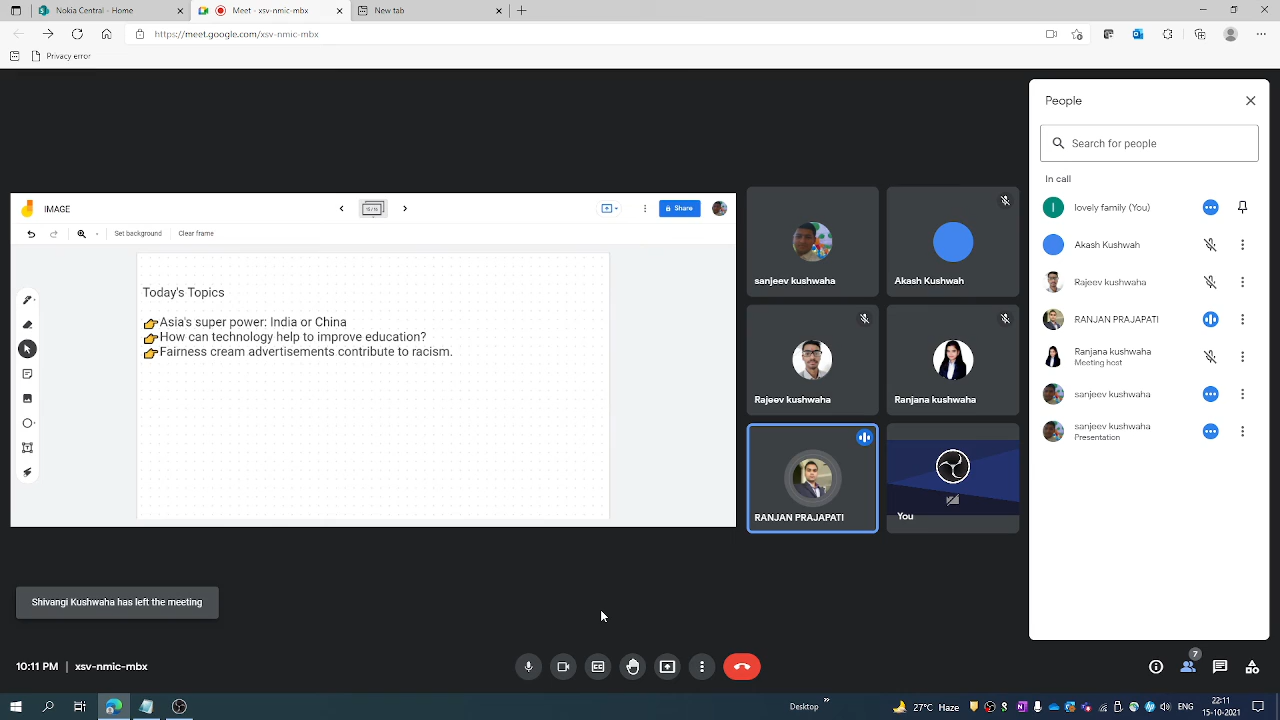 Nokia Central - Home
Meet - xsv-nmic-mbx
New tab
https://meet.google.com/xsv-nmic-mbx
Privacy error
IMAGE
Share
Set background
Clear frame
Today's Topics
👉Asia's super power: India or China
👉How can technology help to improve education?
👉Fairness cream advertisements contribute to racism.
sanjeev kushwaha
Akash Kushwah
Rajeev kushwaha
Ranjana kushwaha
RANJAN PRAJAPATI
You
People
Search for people
In call
l
lovely family (You)
Akash Kushwah
Rajeev kushwaha
RANJAN PRAJAPATI
Ranjana kushwaha
Meeting host
sanjeev kushwaha
sanjeev kushwaha
Presentation
Shivangi Kushwaha has left the meeting
10:11 PM | xsv-nmic-mbx
7
Desktop
27°C Haze
ENG
22:11
15-10-2021